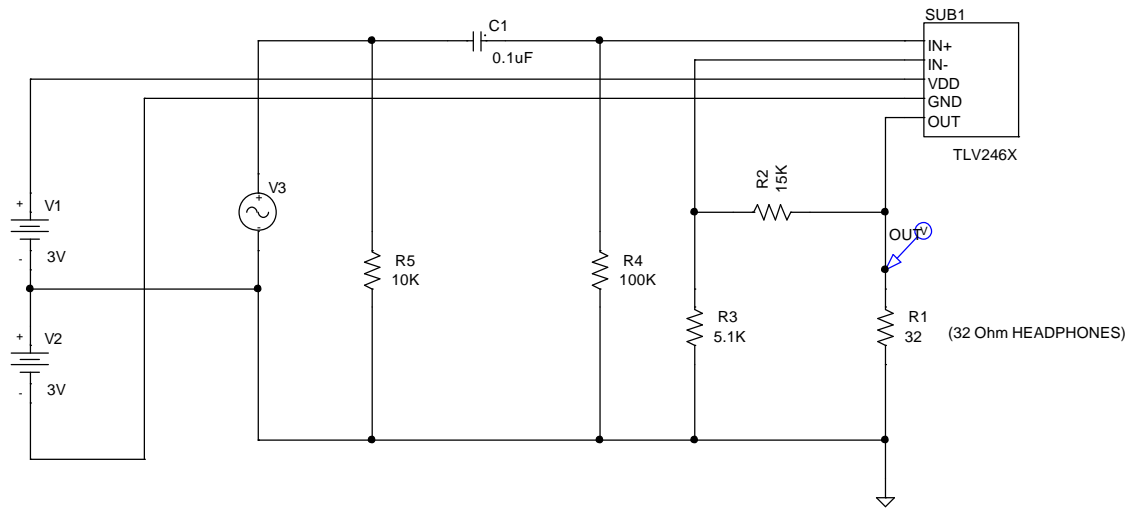 SUB1
C1
0.1uF
IN+
IN-
VDD
GND
OUT
TLV246X
R2
15K
V3
+
-
+
V1
-
3V
OUT
V
R5
10K
R4
100K
R3
5.1K
R1
32
(32 Ohm HEADPHONES)
+
V2
-
3V